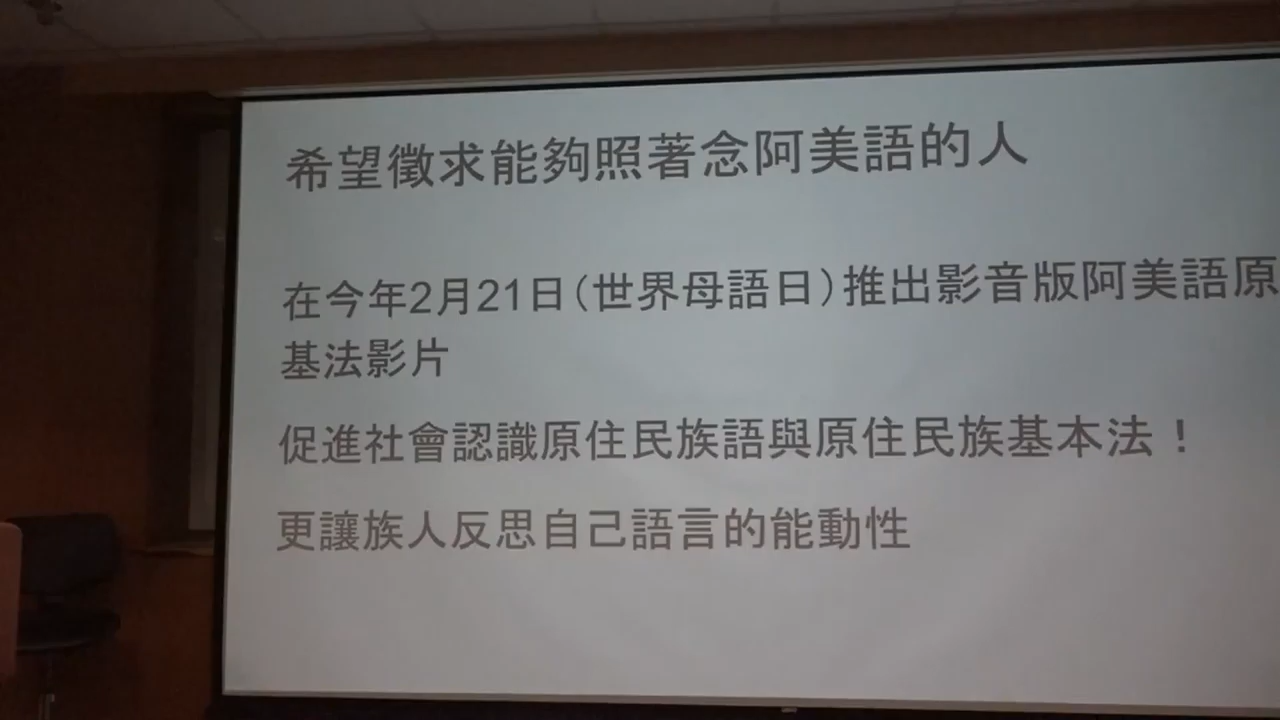 希望徵求能夠照著念阿美語的人
在今年2月21日(世界母語日)推出影音版阿美語原
基法影片
促進社會認識原住民族語與原住民族基本法！
更讓族人反思自己語言的能動性